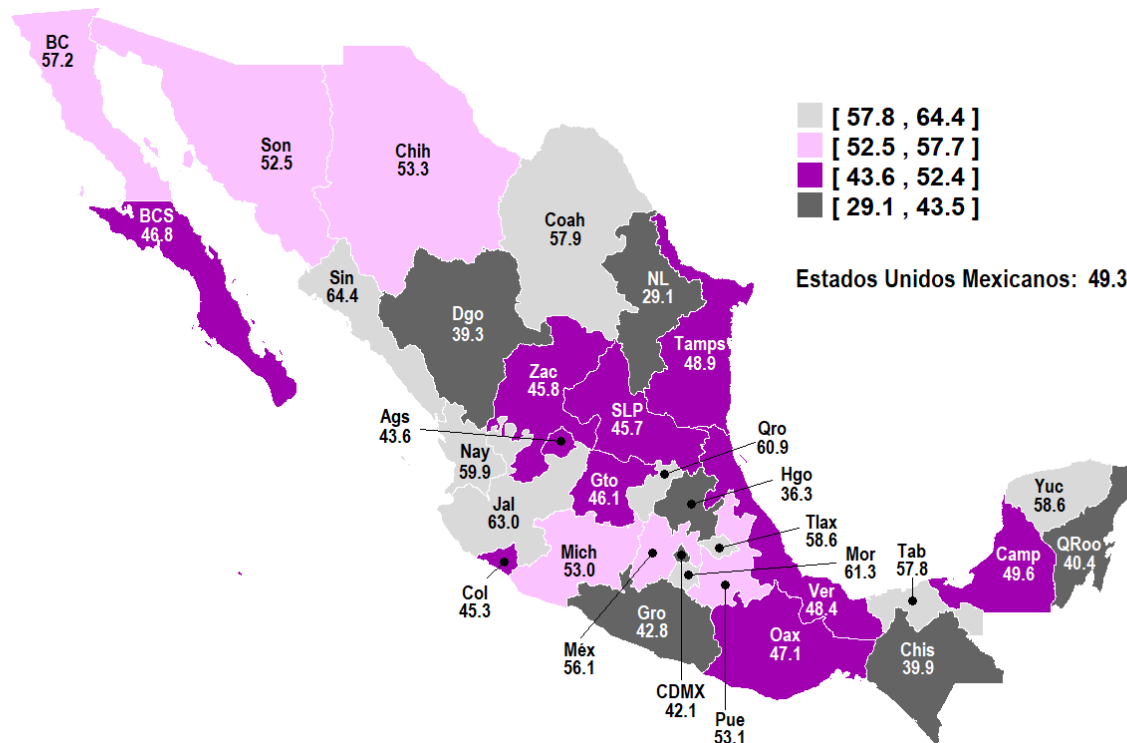 BC
57.2
Son
52.5
Chih
53.3
[ 57.8 , 64.4 ]
[ 52.5 , 57.7 ]
[ 43.6 , 52.4 ]
[ 29.1 , 43.5 ]
Estados Unidos Mexicanos: 49.3
BCS
46.8
Coah
57.9
Sin
64.4
NL
29.1
Dgo
39.3
Tamps
48.9
Zac
45.8
SLP
45.7
Ags
43.6
Qro
60.9
Nay
59.9
Gto
46.1
Hgo
36.3
Yuc
58.6
Jal
63.0
Tlax
58.6
QRoo
40.4
Mich
53.0
Mor
61.3
Tab
57.8
Camp
49.6
Col
45.3
Ver
48.4
Gro
42.8
Oax
47.1
Chis
39.9
Méx
56.1
CDMX
42.1
Pue
53.1